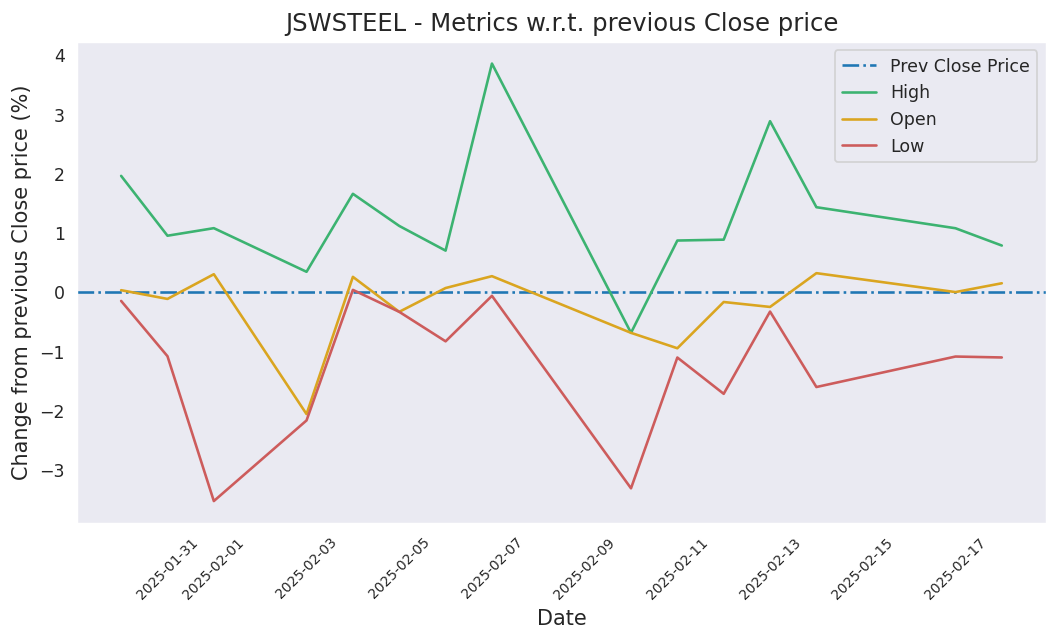 JSWSTEEL - Metrics w.r.t. previous Close price
Change from previous Close price (%)
4
3
2
1
0
−1
−2
−3
Prev Close Price
High
Open
Low
2025-01-31
2025-02-01
2025-02-03
2025-02-05
2025-02-07
2025-02-09
2025-02-11
2025-02-13
2025-02-15
2025-02-17
Date